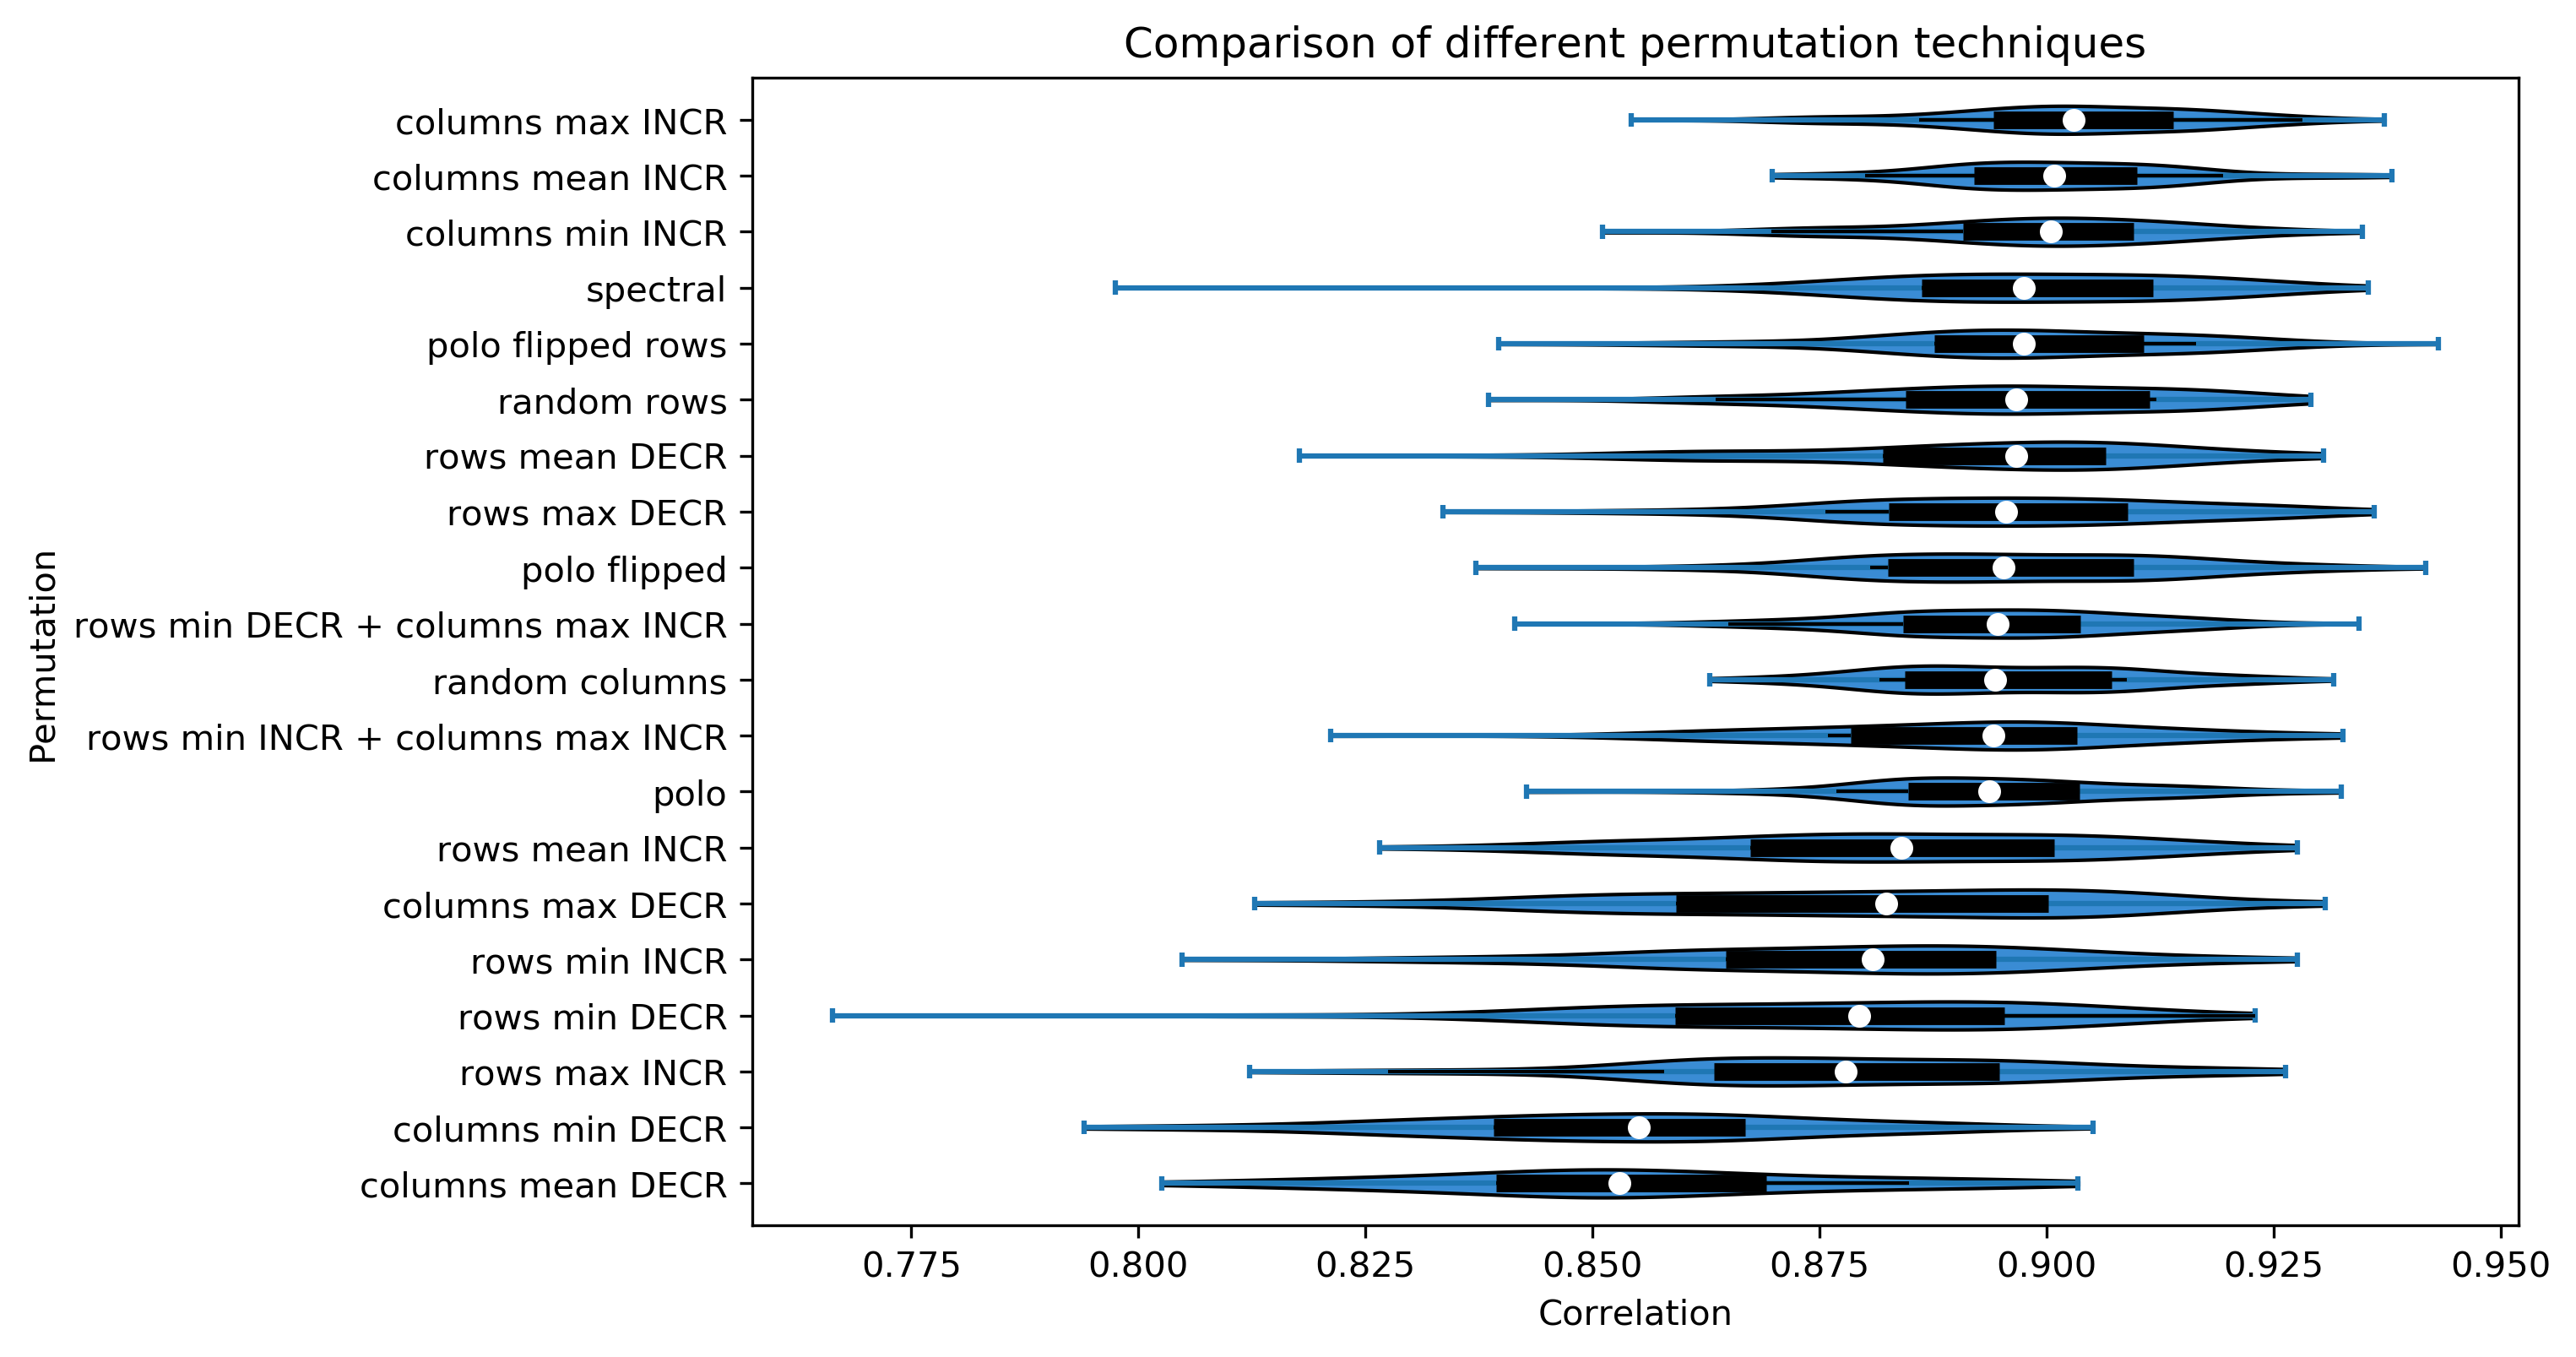 Comparison of different permutation techniques
Permutation
columns max INCR
columns mean INCR
columns min INCR
spectral
polo flipped rows
random rows
rows mean DECR
rows max DECR
polo flipped
rows min DECR + columns max INCR
random columns
rows min INCR + columns max INCR
polo
rows mean INCR
columns max DECR
rows min INCR
rows min DECR
rows max INCR
columns min DECR
columns mean DECR
0.775 0.800 0.825 0.850 0.875 0.900 0.925 0.950
Correlation